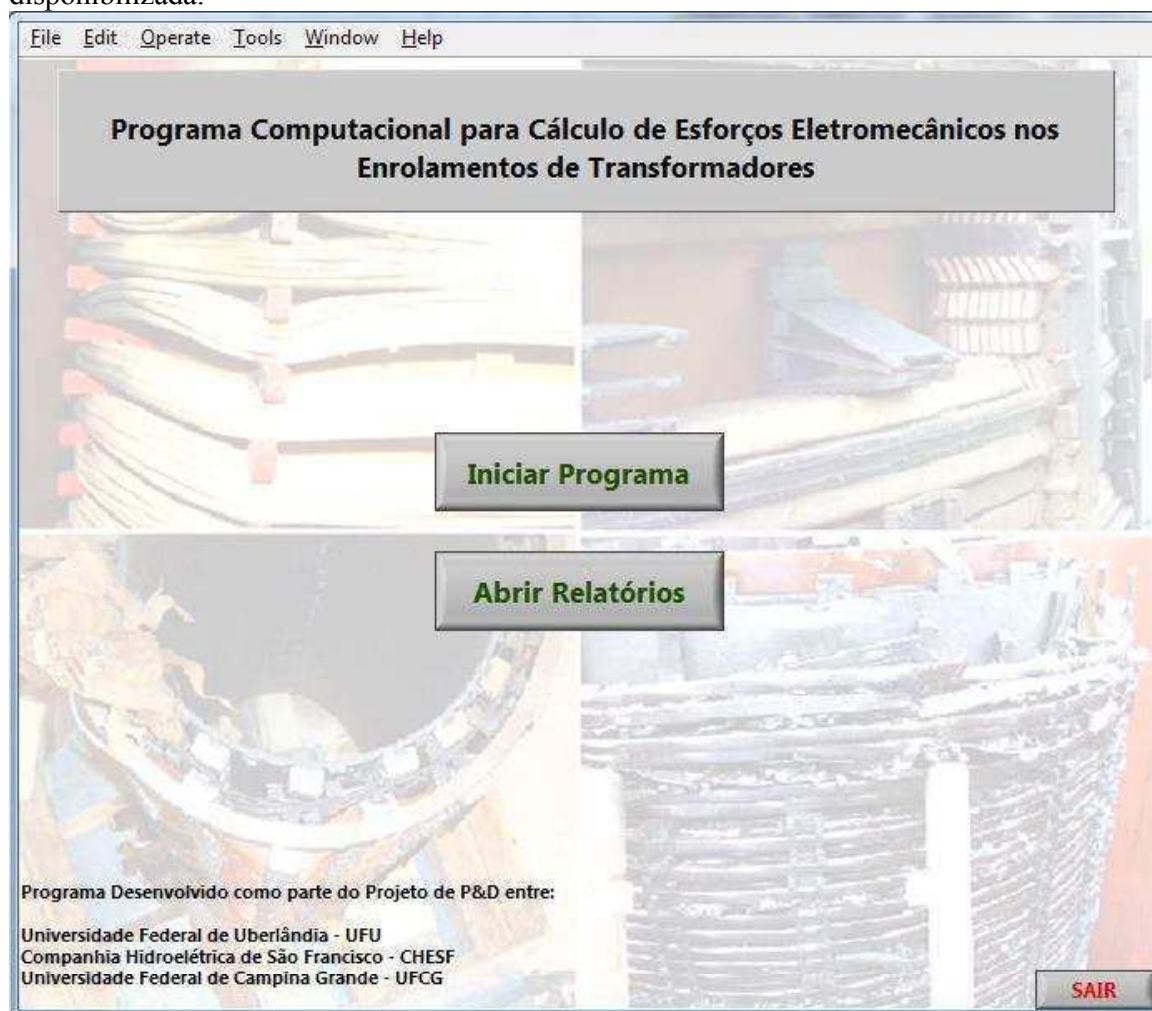 disponibilizada.
File Edit Operate Tools Window Help
Programa Computacional para Cálculo de Esforços Eletromecânicos nos
Enrolamentos de Transformadores
Iniciar Programa
Abrir Relatórios
Programa Desenvolvido como parte do Projeto de P&D entre:
Universidade Federal de Uberlândia - UFU
Companhia Hidroelétrica de São Francisco - CHESF
Universidade Federal de Campina Grande - UFCG
SAIR